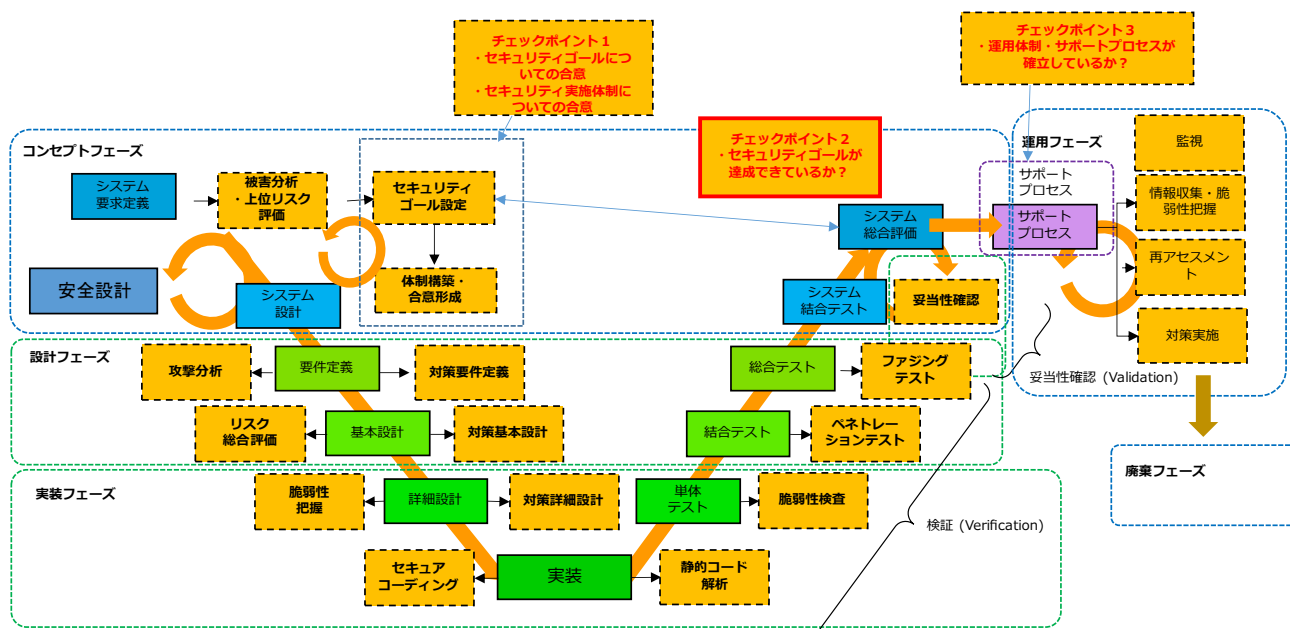 チェックポイント1
・セキュリティゴールにつ
いての合意
・セキュリティ実施体制に
ついての合意
チェックポイント3
・運用体制・サポートプロセスが
確立しているか？
チェックポイント2
・セキュリティゴールが
達成できているか？
コンセプトフェーズ
システム
要求定義
被害分析
・上位リスク
評価
セキュリティ
ゴール設定
体制構築・
合意形成
安全設計
システム
設計
システム
総合評価
システム
結合テスト
妥当性確認
運用フェーズ
サポート
プロセス
サポート
プロセス
監視
情報収集・脆
弱性把握
再アセスメン
ト
対策実施
設計フェーズ
攻撃分析
要件定義
対策要件定義
総合テスト
ファジング
テスト
妥当性確認 (Validation)
リスク
総合評価
基本設計
対策基本設計
結合テスト
ペネトレー
ションテスト
廃棄フェーズ
実装フェーズ
脆弱性
把握
詳細設計
対策詳細設計
単体
テスト
脆弱性検査
検証 (Verification)
セキュア
コーディング
実装
静的コード
解析